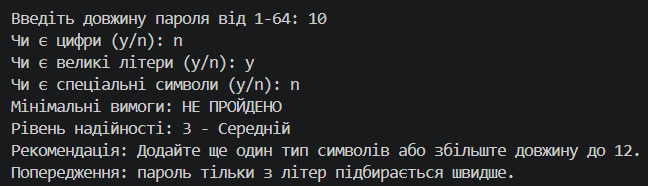 Введіть довжину пароля від 1-64: 10
Чи є цифри (y/n): n
Чи є великі літери (y/n): y
Чи є спеціальні символи (y/n): n
Мінімальні вимоги: НЕ ПРОЙДЕНО
Рівень надійності: 3 - Середній
Рекомендація: Додайте ще один тип символів або збільште довжину до 12.
Попередження: пароль тільки з літер підбирається швидше.